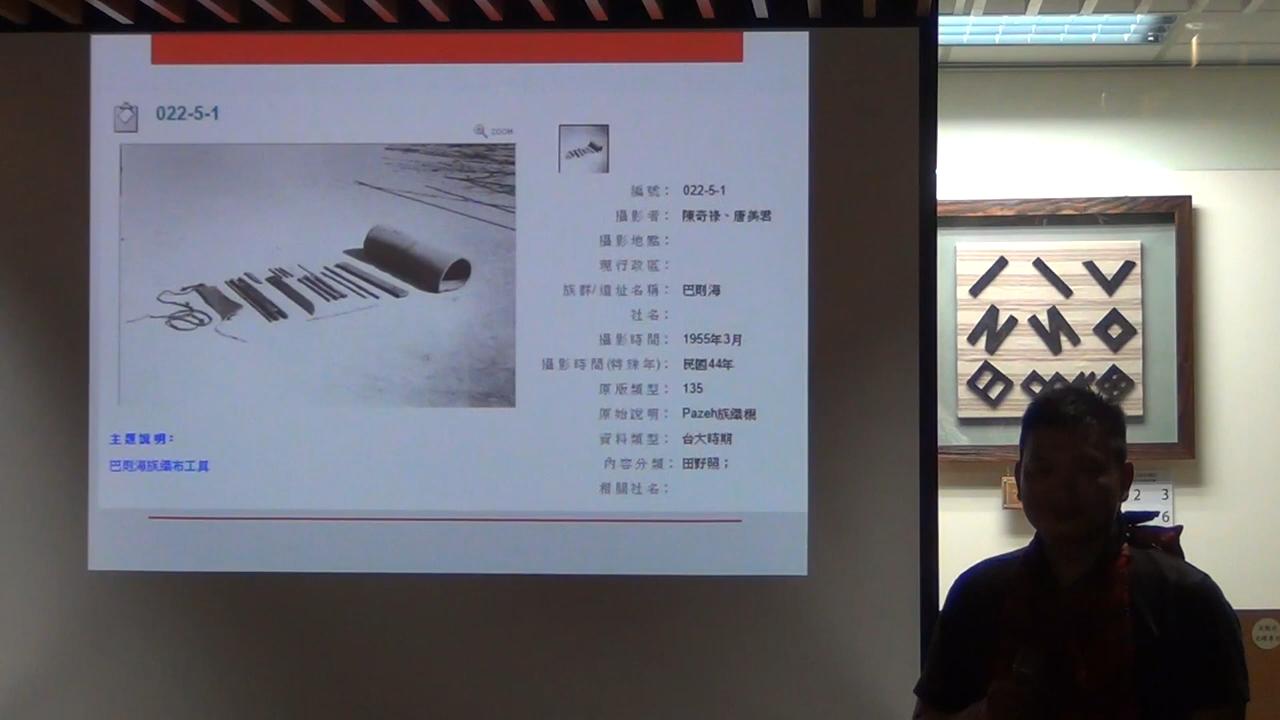 022-5-1
ZOOM
編號： 022-5-1
攝影者： 陳奇祿、唐美君
攝影地點：
現行政區：
族群/遺址名稱： 巴則海
社名：
攝影時間： 1955年3月
攝影時間(特殊年)： 民國44年
原版類型： 135
原始說明： Pazeh族織機
資料類型： 台大時期
內容分類： 田野照；
相關社名：
主題說明：
巴則海族織布工具
2 3
6